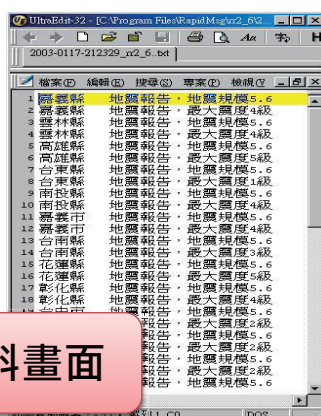 UltraEdit-32 - [C:\Program Files\RapidMsg\rr2_6\2...
2003-0117-212329_rr2_6..txt
檔案(F) 編輯(E) 搜尋(S) 專案(P) 檢視(V
1 嘉義縣 地震報告，地震規模5.6
2 嘉義縣 地震報告，最大震度4級
3 雲林縣 地震報告，地震規模5.6
4 雲林縣 地震報告，最大震度4級
5 高雄縣 地震報告，地震規模5.6
6 高雄縣 地震報告，最大震度5級
7 台東縣 地震報告，地震規模5.6
8 台東縣 地震報告，最大震度1級
9 南投縣 地震報告，地震規模5.6
10 南投縣 地震報告，最大震度4級
11 嘉義市 地震報告，地震規模5.6
12 嘉義市 地震報告，最大震度4級
13 台南縣 地震報告，地震規模5.6
14 台南縣 地震報告，最大震度3級
15 花蓮縣 地震報告，地震規模5.6
16 花蓮縣 地震報告，最大震度5級
17 彰化縣 地震報告，地震規模5.6
18 彰化縣 地震報告，最大震度4級
地震規模5.6
報告，最大震度2級
報告，地震規模5.6
報告，最大震度2級
報告，地震規模5.6
報告，最大震度2級
報告，地震規模5.6
料畫面
DOS